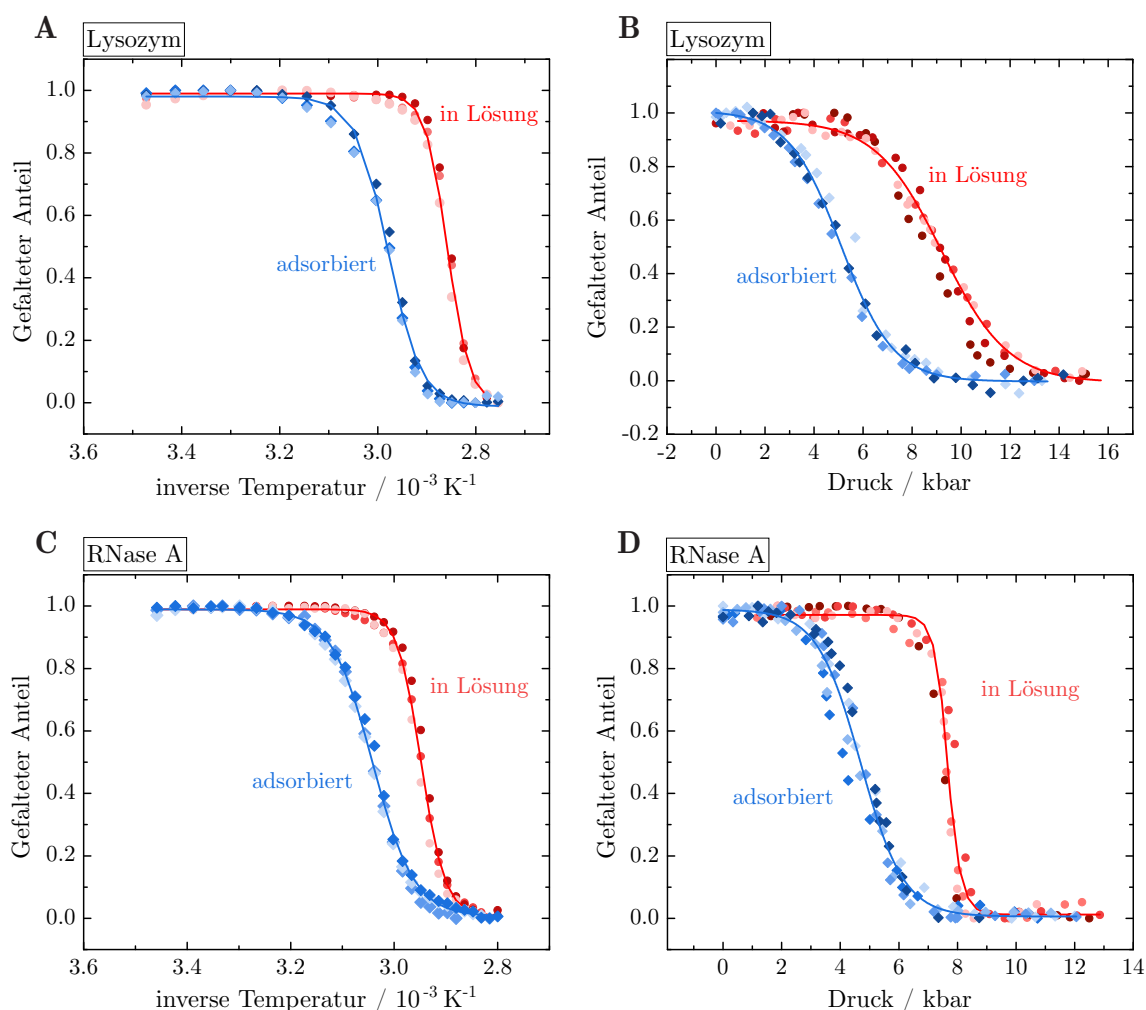 A
Lysozym
1.0
0.8
0.6
0.4
0.2
0.0
Gefalteter Anteil
in Lösung
adsorbiert
3.6
3.4
3.2
3.0
2.8
inverse Temperatur / 10⁻³ K⁻¹
B
Lysozym
1.0
0.8
0.6
0.4
0.2
0.0
-0.2
Gefalteter Anteil
in Lösung
adsorbiert
−2
0
2
4
6
8
10
12
14
16
Druck / kbar
C
RNase A
1.0
0.8
0.6
0.4
0.2
0.0
Gefalteter Anteil
in Lösung
adsorbiert
3.6
3.4
3.2
3.0
2.8
inverse Temperatur / 10⁻³ K⁻¹
D
RNase A
1.0
0.8
0.6
0.4
0.2
0.0
Gefalteter Anteil
in Lösung
adsorbiert
0
2
4
6
8
10
12
14
Druck / kbar